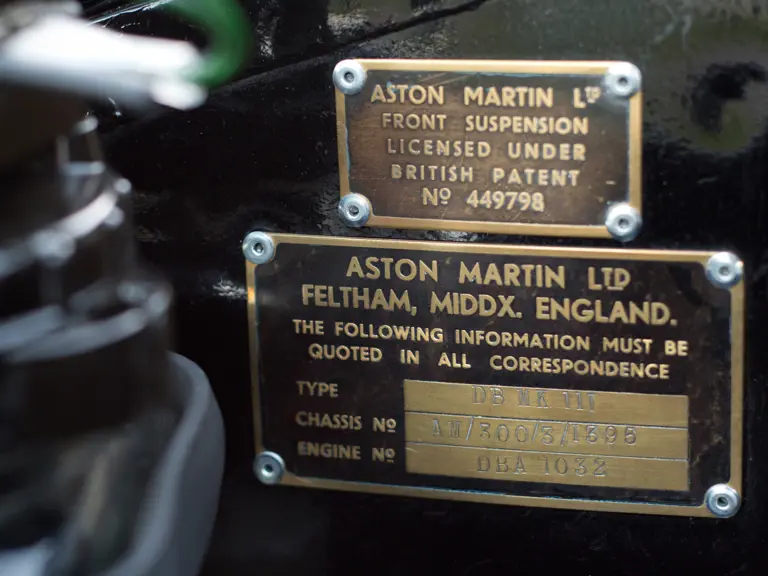 ASTON MARTIN LTD
FRONT SUSPENSION
LICENSED UNDER
BRITISH PATENT
Nº 449798
ASTON MARTIN LTD
FELTHAM, MIDDX. ENGLAND.
THE FOLLOWING INFORMATION MUST BE
QUOTED IN ALL CORRESPONDENCE
TYPE DB MK III
CHASSIS Nº AM/300/3/1395
ENGINE Nº DBA 1032